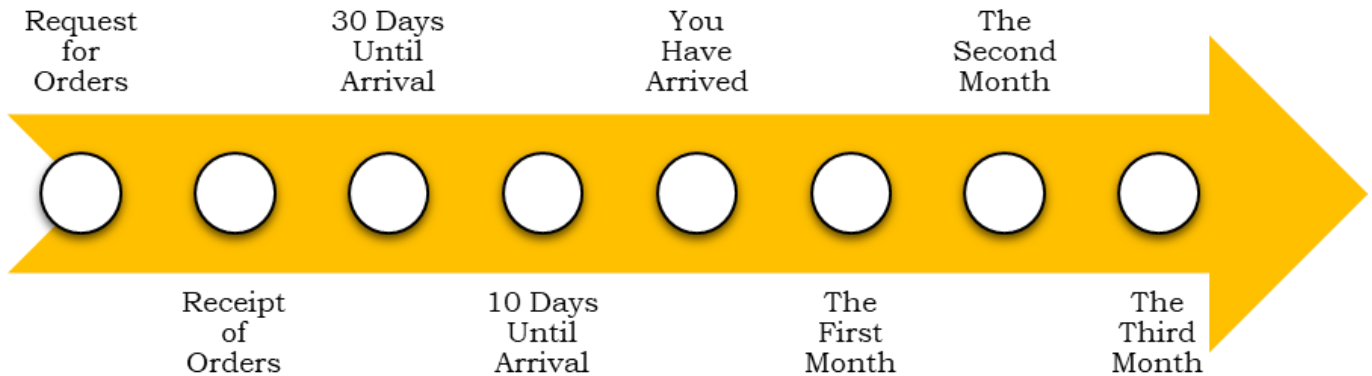 Request
for
Orders
30 Days
Until
Arrival
You
Have
Arrived
The
Second
Month
Receipt
of
Orders
10 Days
Until
Arrival
The
First
Month
The
Third
Month